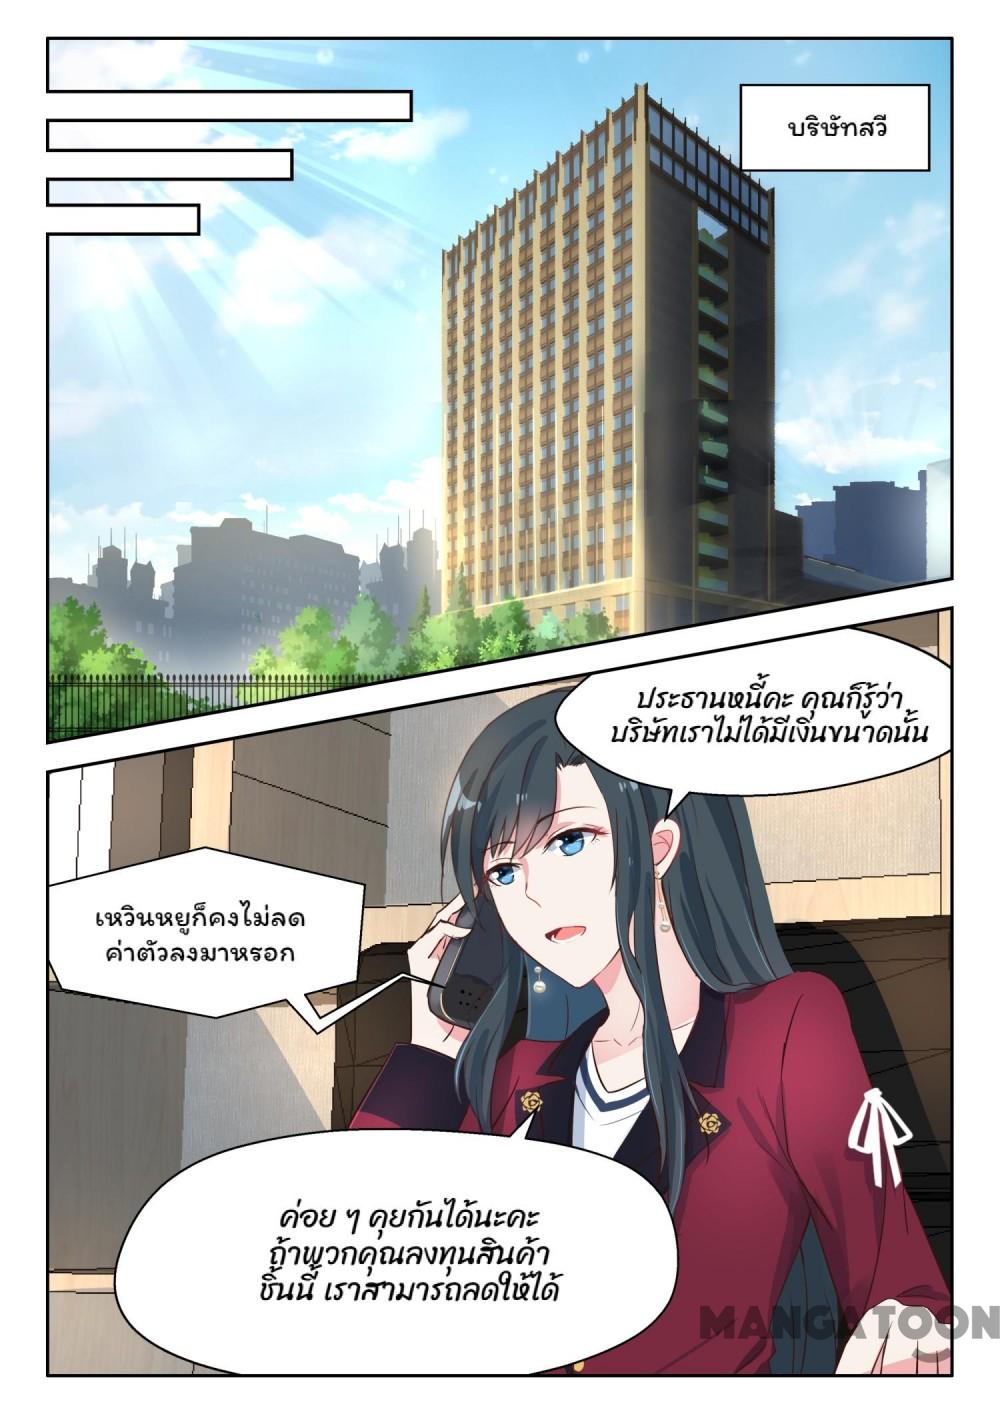 บริษัทสวี
ประธานหนี้คะ คุณก็รู้ว่า
บริษัทเราไม่ได้มีเงินขนาดนั้น
เหวินหยูก็คงไม่ลด
ค่าตัวลงมาหรอก
ค่อย ๆ คุยกันได้นะคะ
ถ้าพวกคุณลงทุนสินค้า
ชิ้นนี้ เราสามารถลดให้ได้
MANGATOON